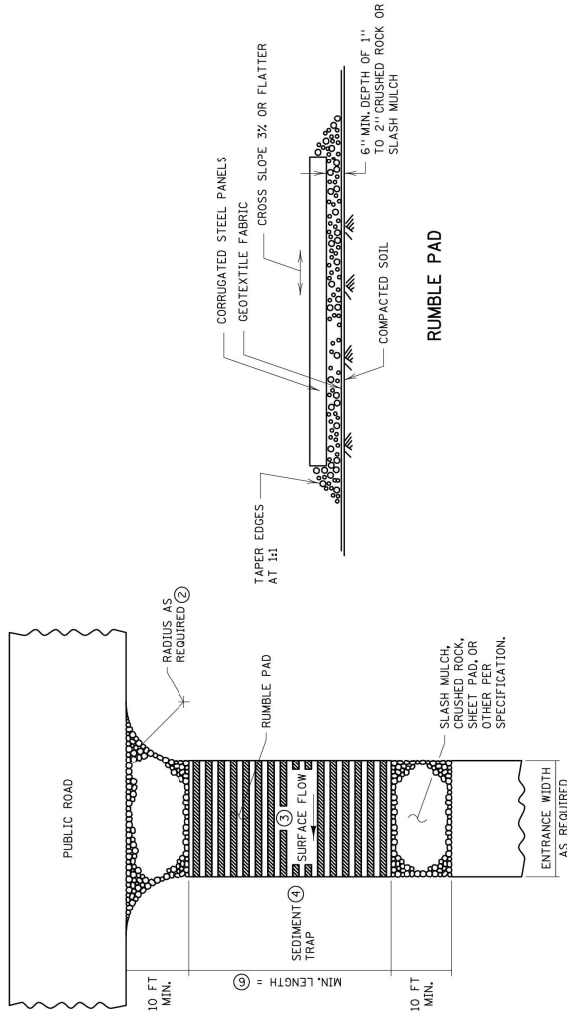 PUBLIC ROAD
RADIUS AS
REQUIRED ②
RUMBLE PAD
③
SURFACE FLOW
SEDIMENT ④
TRAP
10 FT
MIN.
MIN. LENGTH = ⑥
10 FT
MIN.
SLASH MULCH,
CRUSHED ROCK,
SHEET PAD, OR
OTHER PER
SPECIFICATION.
ENTRANCE WIDTH
AS REQUIRED
CORRUGATED STEEL PANELS
GEOTEXTILE FABRIC
CROSS SLOPE 3% OR FLATTER
TAPER EDGES
AT 1:1
6" MIN. DEPTH OF 1"
TO 2" CRUSHED ROCK OR
SLASH MULCH
COMPACTED SOIL
RUMBLE PAD